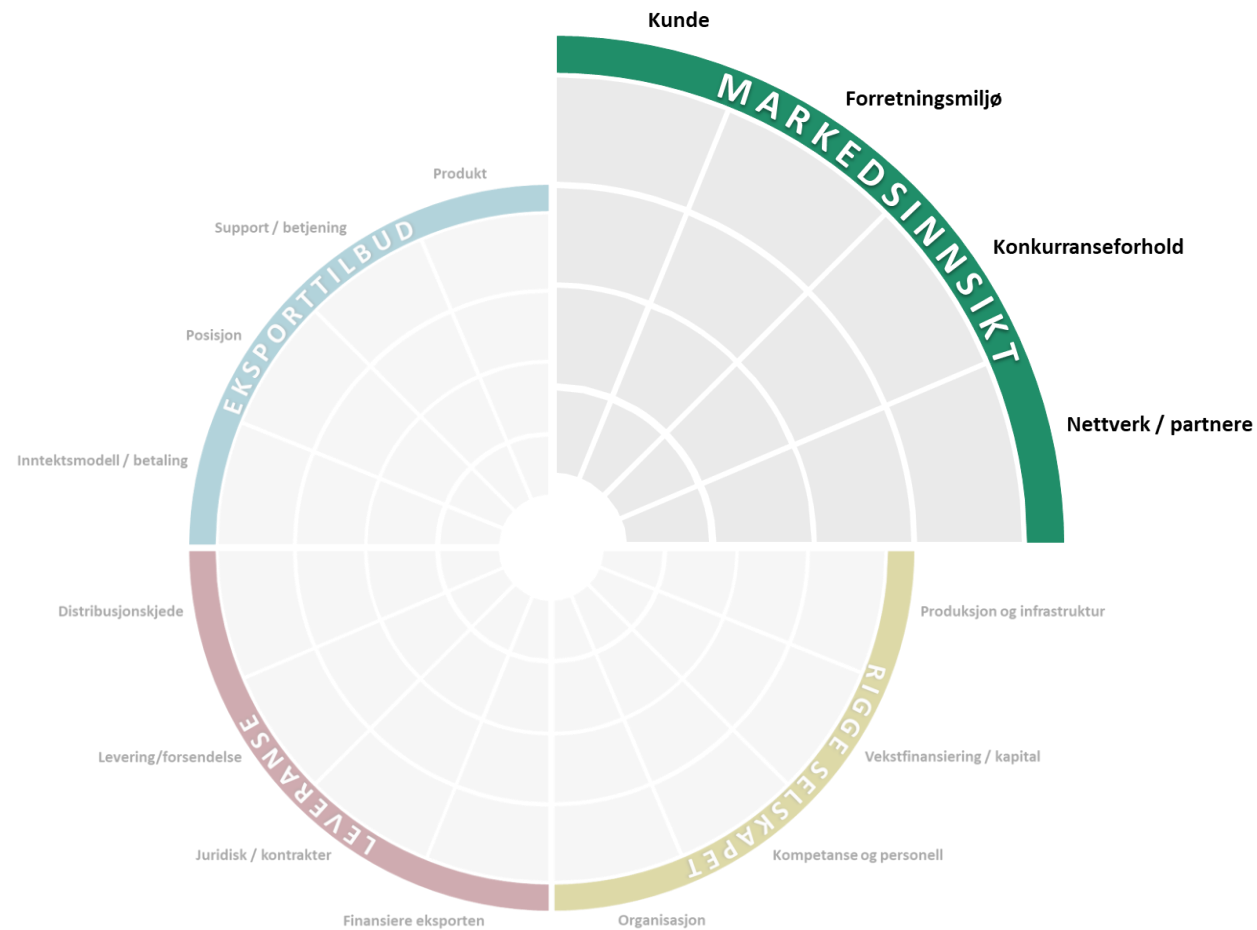 Kunde
Forretningsmiljø
MARKEDSINNSIKT
Konkurranseforhold
Nettverk / partnere
Produkt
Support / betjening
EKSPORTTILBUD
Posisjon
Inntektsmodell / betaling
Distribusjonskjede
Levering/forsendelse
LEVERANSE
Juridisk / kontrakter
Finansiere eksporten
Produksjon og infrastruktur
RIGGE SELSKAPET
Vekstfinansiering / kapital
Kompetanse og personell
Organisasjon